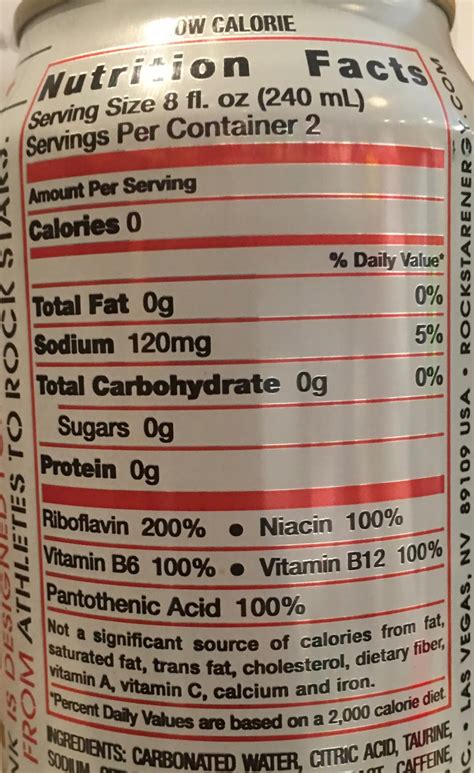 OW CALORIE
Nutrition Facts
Serving Size 8 fl. oz (240 mL)
Servings Per Container 2
Amount Per Serving
Calories 0
% Daily Value*
Total Fat 0g 0%
Sodium 120mg 5%
Total Carbohydrate 0g 0%
Sugars 0g
Protein 0g
Riboflavin 200% • Niacin 100%
Vitamin B6 100% • Vitamin B12 100%
Pantothenic Acid 100%
Not a significant source of calories from fat,
saturated fat, trans fat, cholesterol, dietary fiber,
vitamin A, vitamin C, calcium and iron.
*Percent Daily Values are based on a 2,000 calorie diet.
INGREDIENTS: CARBONATED WATER, CITRIC ACID, TAURINE,
SODIUM CAFFEINE,
IS DESIGNED
FROM ATHLETES TO ROCK STARS.
LAS VEGAS, NV 89109 USA • ROCKSTARENERGY.COM